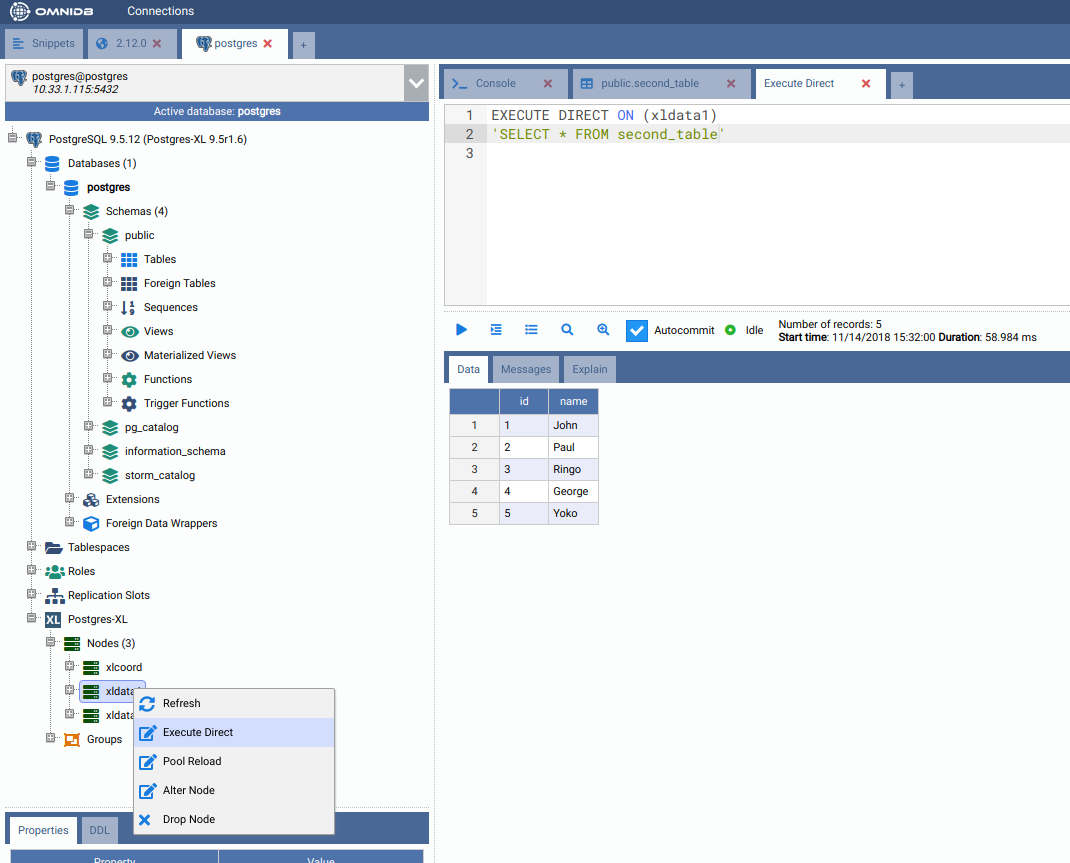 OMNIDB Connections
Snippets 2.12.0 postgres +
postgres@postgres
10.33.1.115:5432
Active database: postgres
PostgreSQL 9.5.12 (Postgres-XL 9.5r1.6)
Databases (1)
postgres
Schemas (4)
public
Tables
Foreign Tables
Sequences
Views
Materialized Views
Functions
Trigger Functions
pg_catalog
information_schema
storm_catalog
Extensions
Foreign Data Wrappers
Tablespaces
Roles
Replication Slots
XL Postgres-XL
Nodes (3)
xlcoord
xldata
xldata
Groups
Refresh
Execute Direct
Pool Reload
Alter Node
Drop Node
Properties DDL
Property Value
Console public.second_table Execute Direct +
1 EXECUTE DIRECT ON (xldata1)
2 'SELECT * FROM second_table'
3
Autocommit Idle
Number of records: 5
Start time: 11/14/2018 15:32:00 Duration: 58.984 ms
Data Messages Explain
id name
1 1 John
2 2 Paul
3 3 Ringo
4 4 George
5 5 Yoko